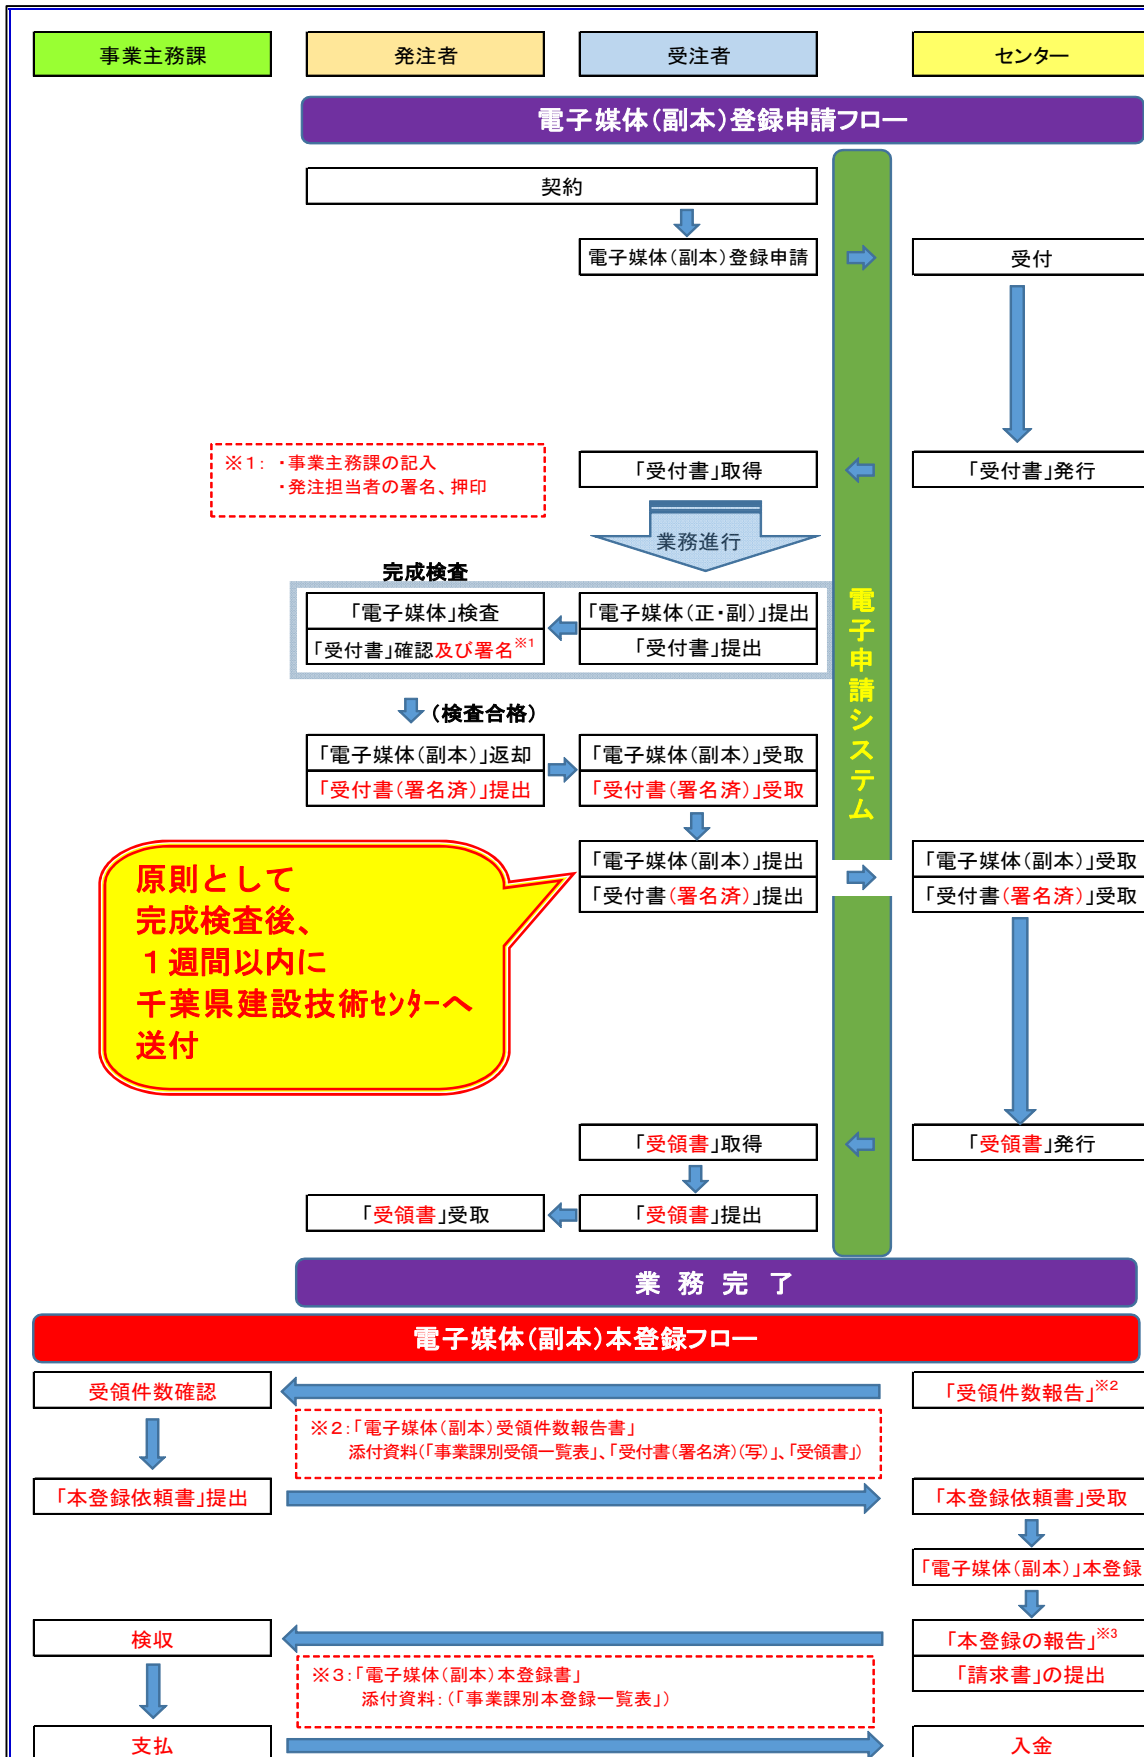 事業主務課
発注者
受注者
センター
電子媒体(副本)登録申請フロー
契約
電子媒体(副本)登録申請
受付
※1： ・事業主務課の記入
・発注担当者の署名、押印
「受付書」取得
「受付書」発行
業務進行
完成検査
「電子媒体」検査
「電子媒体(正・副)」提出
「受付書」確認及び署名※1
「受付書」提出
電子申請システム
(検査合格)
「電子媒体(副本)」返却
「電子媒体(副本)」受取
「受付書(署名済)」提出
「受付書(署名済)」受取
「電子媒体(副本)」提出
「電子媒体(副本)」受取
「受付書(署名済)」提出
「受付書(署名済)」受取
原則として
完成検査後、
１週間以内に
千葉県建設技術ｾﾝﾀｰへ
送付
「受領書」取得
「受領書」発行
「受領書」受取
「受領書」提出
業 務 完 了
電子媒体(副本)本登録フロー
受領件数確認
「受領件数報告」※2
※２：「電子媒体(副本)受領件数報告書」
添付資料(「事業課別受領一覧表」、「受付書(署名済)(写)」、「受領書」)
「本登録依頼書」提出
「本登録依頼書」受取
「電子媒体(副本)」本登録
検収
「本登録の報告」※3
「請求書」の提出
※３：「電子媒体(副本)本登録書」
添付資料：(「事業課別本登録一覧表」)
支払
入金